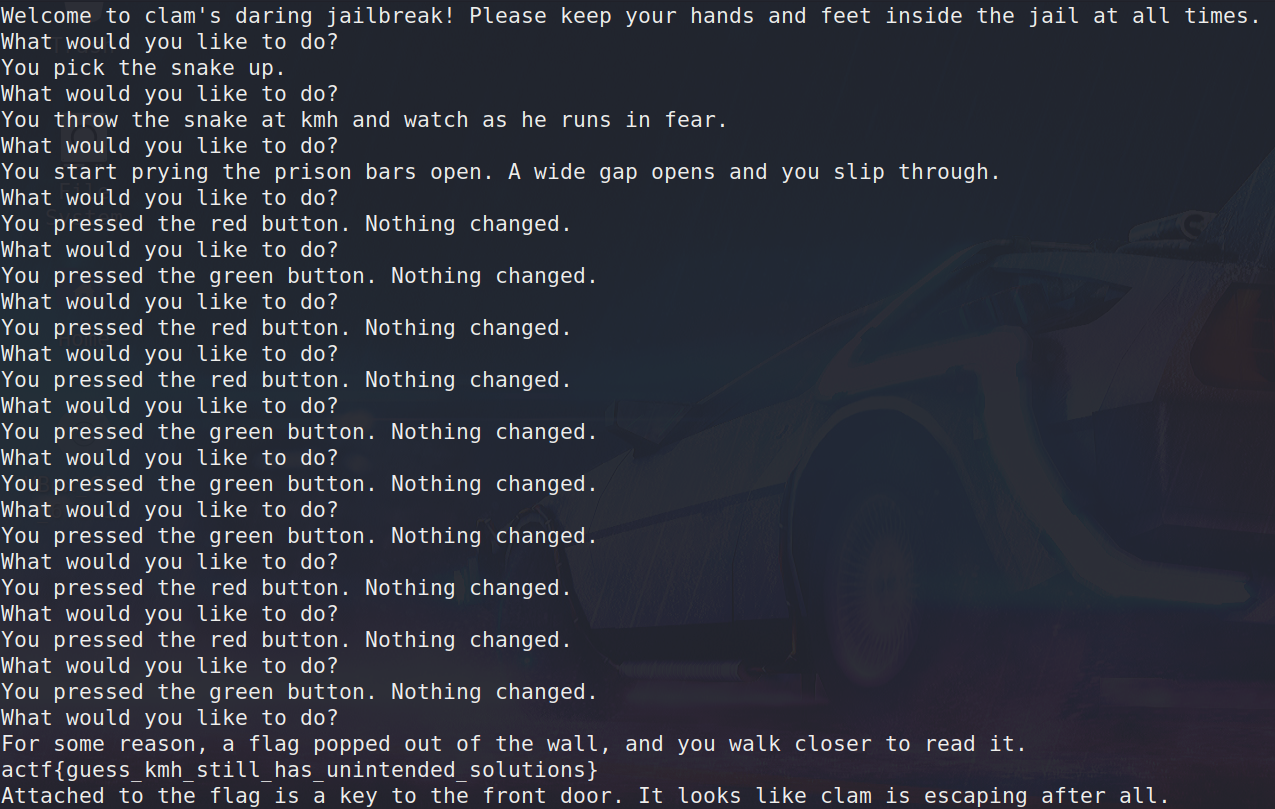 Welcome to clam's daring jailbreak! Please keep your hands and feet inside the jail at all times.
What would you like to do?
You pick the snake up.
What would you like to do?
You throw the snake at kmh and watch as he runs in fear.
What would you like to do?
You start prying the prison bars open. A wide gap opens and you slip through.
What would you like to do?
You pressed the red button. Nothing changed.
What would you like to do?
You pressed the green button. Nothing changed.
What would you like to do?
You pressed the red button. Nothing changed.
What would you like to do?
You pressed the red button. Nothing changed.
What would you like to do?
You pressed the green button. Nothing changed.
What would you like to do?
You pressed the green button. Nothing changed.
What would you like to do?
You pressed the green button. Nothing changed.
What would you like to do?
You pressed the red button. Nothing changed.
What would you like to do?
You pressed the red button. Nothing changed.
What would you like to do?
You pressed the green button. Nothing changed.
What would you like to do?
For some reason, a flag popped out of the wall, and you walk closer to read it.
actf{guess_kmh_still_has_unintended_solutions}
Attached to the flag is a key to the front door. It looks like clam is escaping after all.